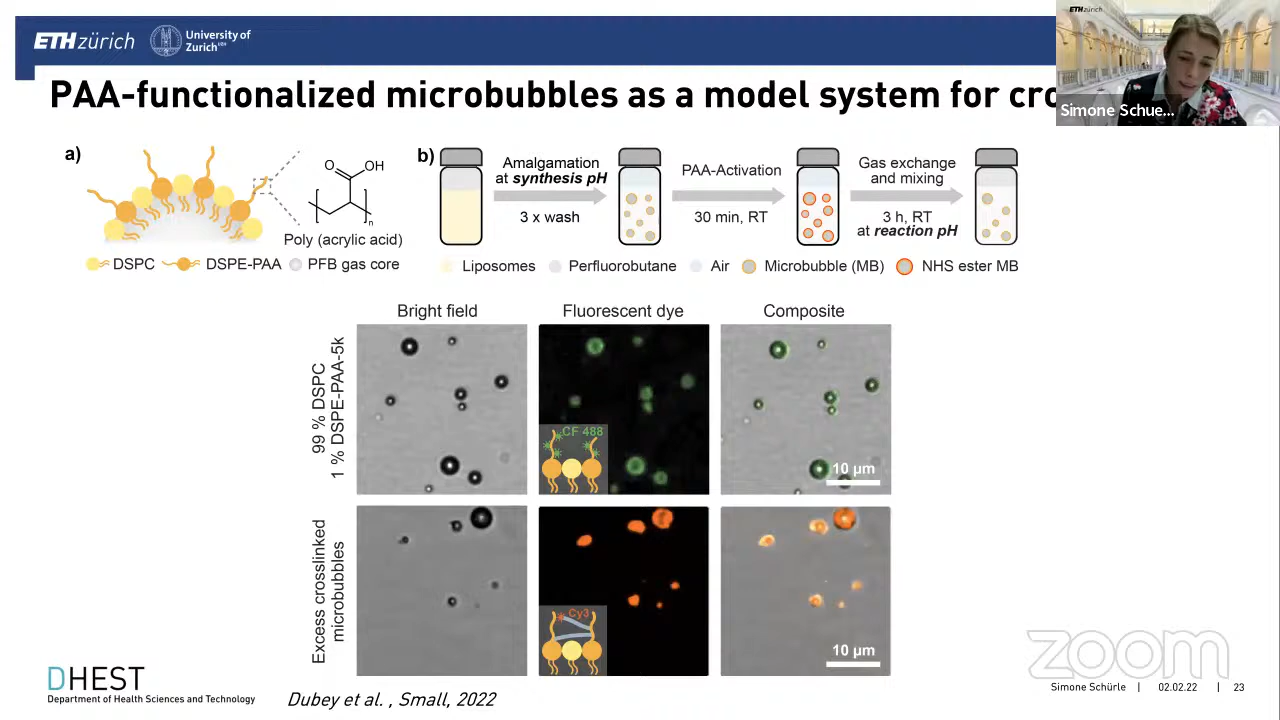 ETHzürich
University of
Zurich UZH
ETHzürich
PAA-functionalized microbubbles as a model system for cro
Simone Schue...
a)
O
OH
n
Poly (acrylic acid)
DSPC
DSPE-PAA
PFB gas core
b)
Amalgamation
at synthesis pH
3 x wash
PAA-Activation
30 min, RT
Gas exchange
and mixing
3 h, RT
at reaction pH
Liposomes
Perfluorobutane
Air
Microbubble (MB)
NHS ester MB
Bright field
Fluorescent dye
Composite
99 % DSPC
1 % DSPE-PAA-5k
CF 488
10 µm
Excess crosslinked
microbubbles
Cy3
10 µm
DHEST
Department of Health Sciences and Technology
Dubey et al. , Small, 2022
zoom
Simone Schürle | 02.02.22 | 23